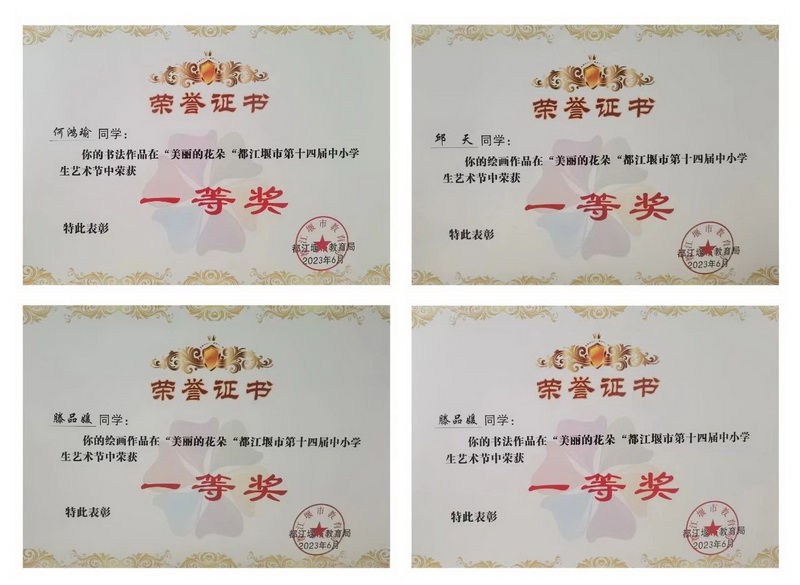 荣誉证书
何鸿瑜 同学：
你的书法作品在“美丽的花朵“都江堰市第十四届中小学
生艺术节中荣获
一等奖
特此表彰
都江堰市教育局
2023年6月
荣誉证书
邱 天 同学：
你的绘画作品在“美丽的花朵“都江堰市第十四届中小学
生艺术节中荣获
一等奖
特此表彰
都江堰市教育局
2023年6月
荣誉证书
滕品媛 同学：
你的绘画作品在“美丽的花朵“都江堰市第十四届中小学
生艺术节中荣获
一等奖
特此表彰
都江堰市教育局
2023年6月
荣誉证书
滕品媛 同学：
你的书法作品在“美丽的花朵“都江堰市第十四届中小学
生艺术节中荣获
一等奖
特此表彰
都江堰市教育局
2023年6月